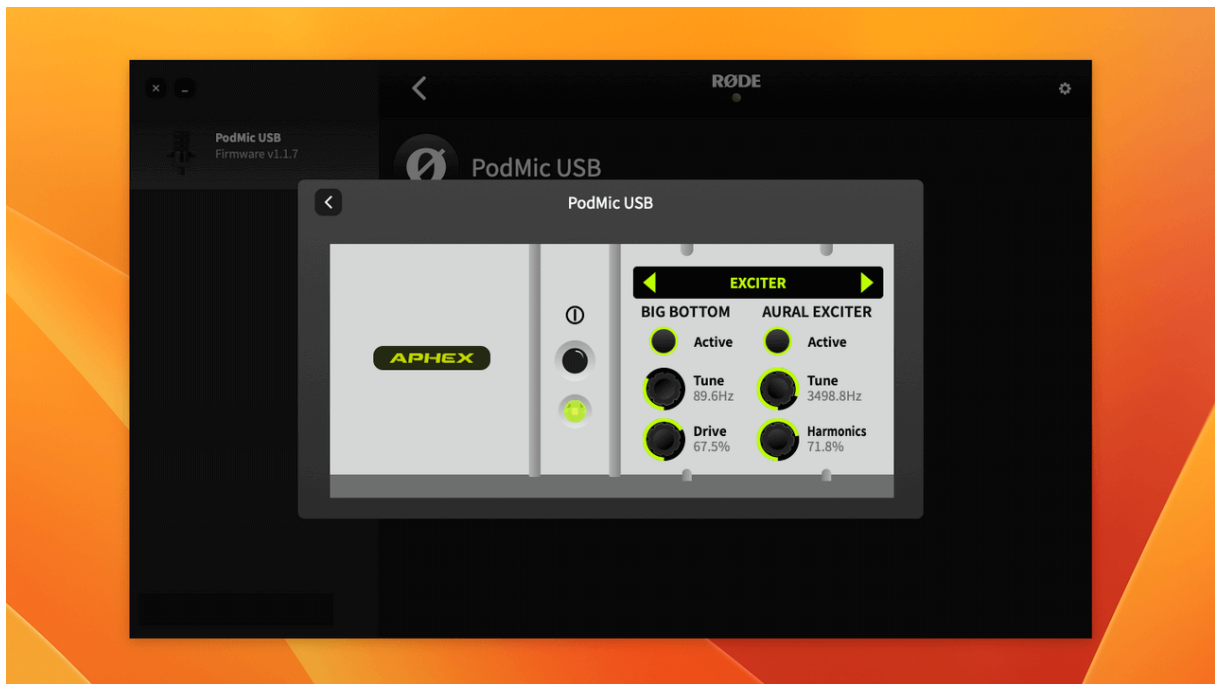 RØDE
PodMic USB
Firmware v1.1.7
PodMic USB
PodMic USB
EXCITER
BIG BOTTOM
AURAL EXCITER
Active
Active
APHEX
Tune
89.6Hz
Tune
3498.8Hz
Drive
67.5%
Harmonics
71.8%